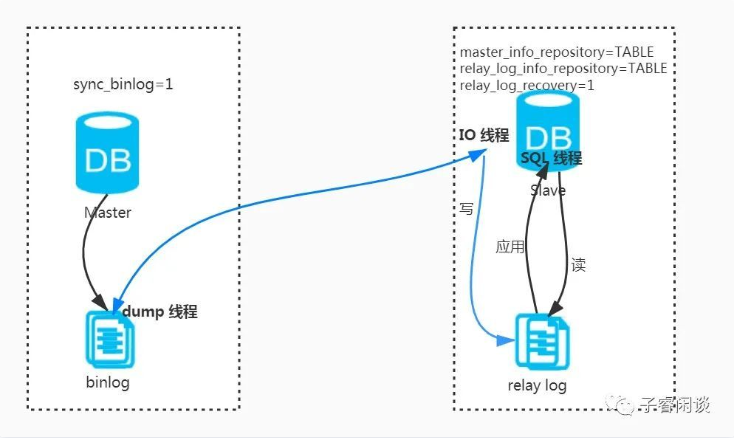 sync_binlog=1
DB
Master
dump 线程
binlog
master_info_repository=TABLE
relay_log_info_repository=TABLE
relay_log_recovery=1
IO 线程
DB
SQL 线程
Slave
写
应用
读
relay log
子睿闲谈